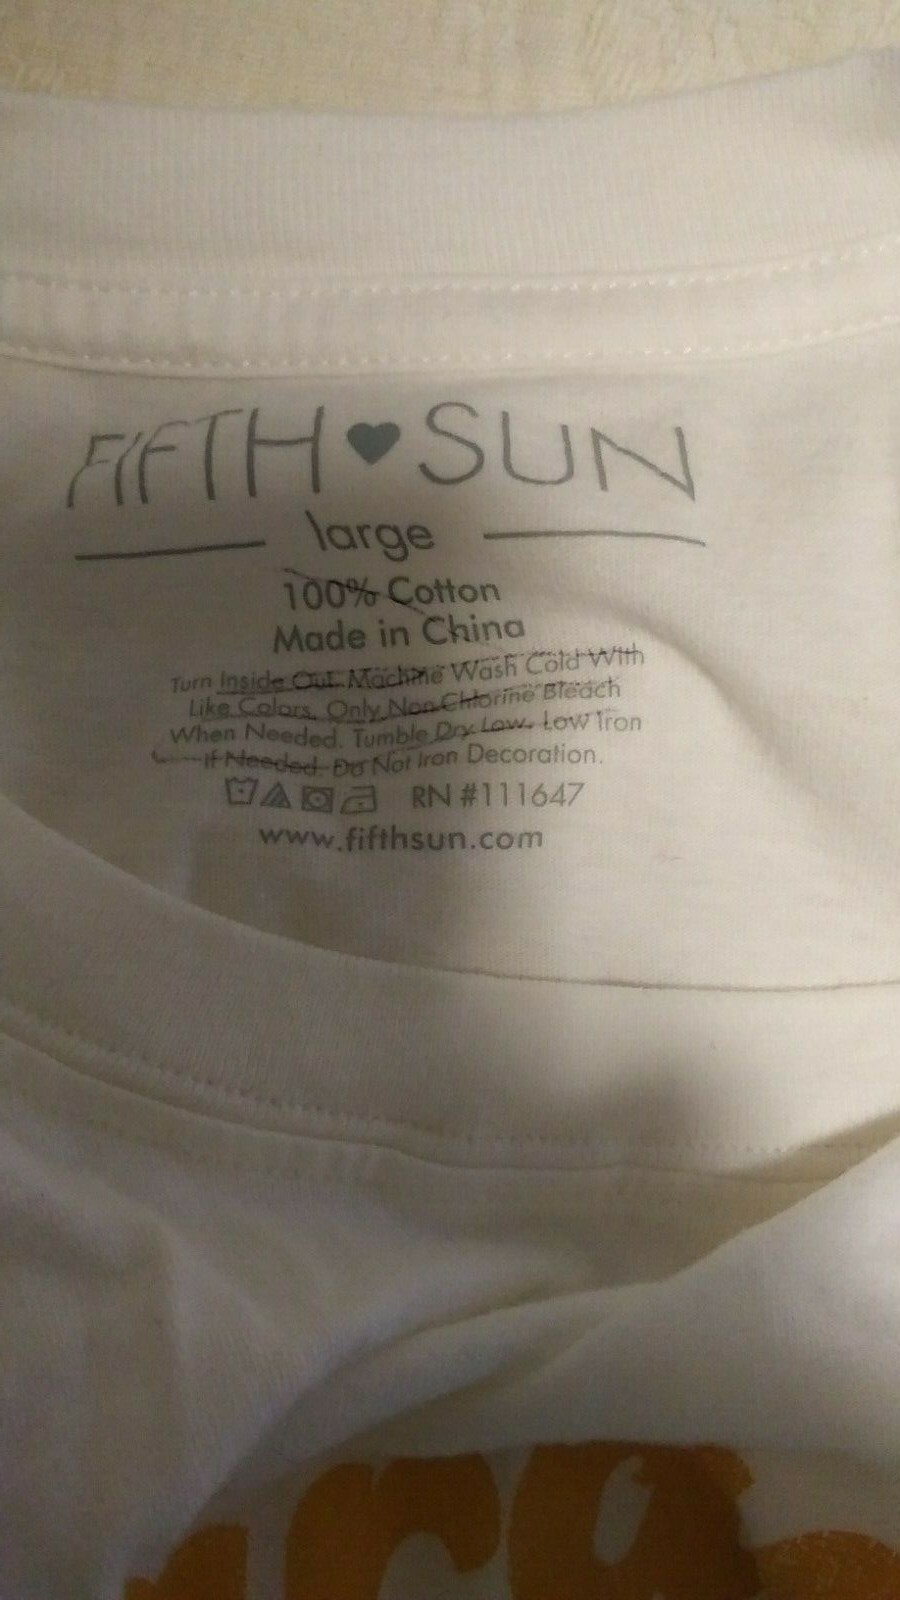 FIFTH SUN
large
100% Cotton
Made in China
Turn Inside Out. Machine Wash Cold With
Like Colors. Only Non-Chlorine Bleach
When Needed. Tumble Dry Low. Low Iron
If Needed. Do Not Iron Decoration.
RN #111647
www.fifthsun.com